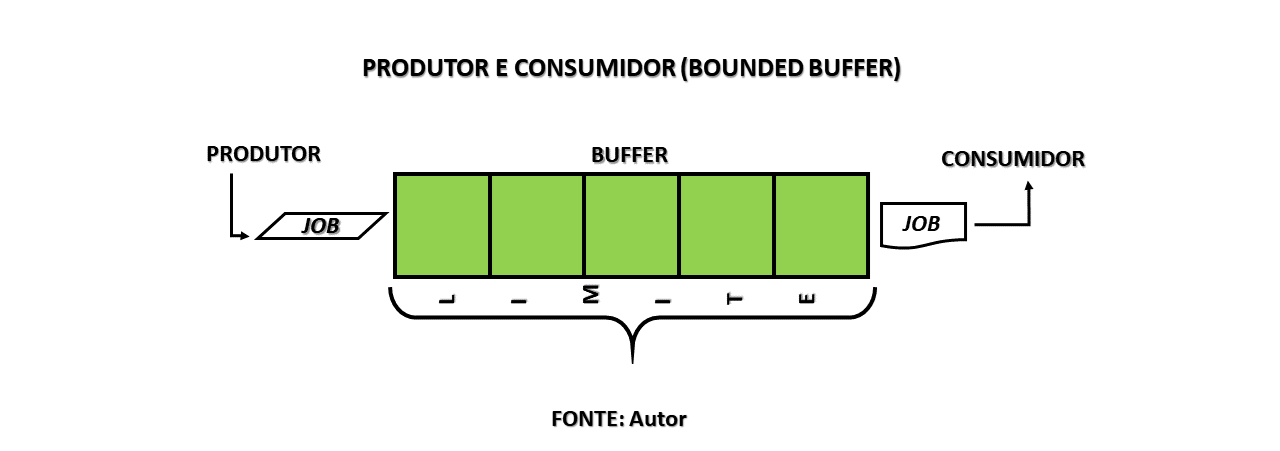 PRODUTOR E CONSUMIDOR (BOUNDED BUFFER)
PRODUTOR
BUFFER
CONSUMIDOR
JOB
JOB
L I M I T E
FONTE: Autor